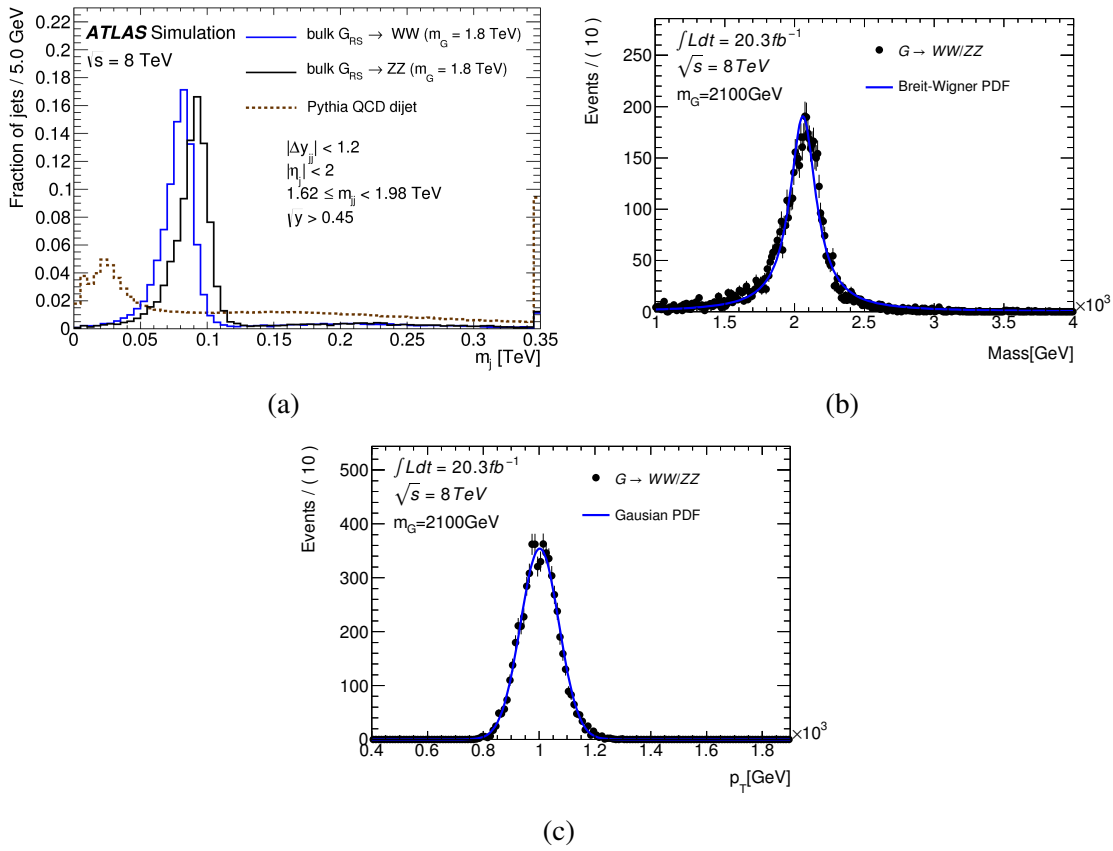 ATLAS Simulation
√s = 8 TeV
bulk G_RS → WW (m_G = 1.8 TeV)
bulk G_RS → ZZ (m_G = 1.8 TeV)
Pythia QCD dijet
|Δy_jj| < 1.2
|η_j| < 2
1.62 ≤ m_jj < 1.98 TeV
√y > 0.45
Fraction of jets / 5.0 GeV
0.22
0.2
0.18
0.16
0.14
0.12
0.1
0.08
0.06
0.04
0.02
0
0 0.05 0.1 0.15 0.2 0.25 0.3 0.35
m_j [TeV]
(a)
∫Ldt = 20.3fb⁻¹
√s = 8TeV
m_G=2100GeV
G → WW/ZZ
Breit-Wigner PDF
Events / ( 10 )
250
200
150
100
50
0
1 1.5 2 2.5 3 3.5 4
×10³
Mass[GeV]
(b)
∫Ldt = 20.3fb⁻¹
√s = 8TeV
m_G=2100GeV
G → WW/ZZ
Gausian PDF
Events / ( 10 )
500
400
300
200
100
0
0.4 0.6 0.8 1 1.2 1.4 1.6 1.8
×10³
p_T[GeV]
(c)